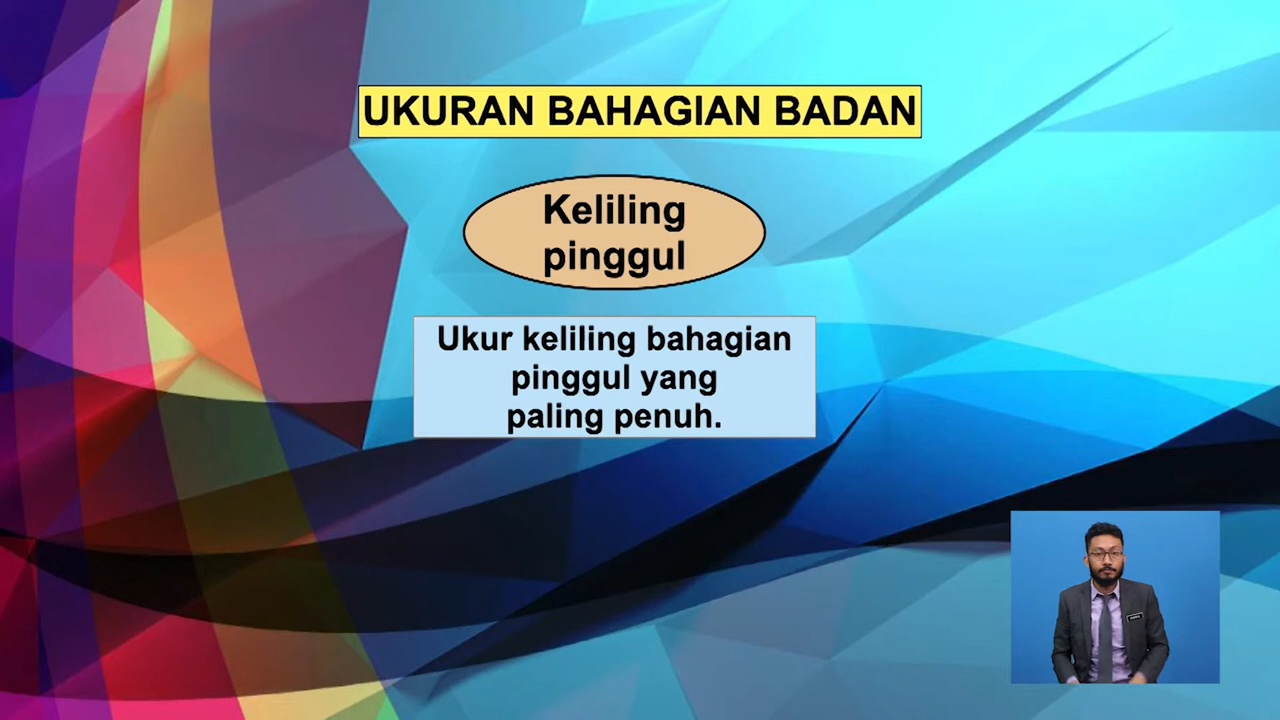 UKURAN BAHAGIAN BADAN
Keliling
pinggul
Ukur keliling bahagian
pinggul yang
paling penuh.